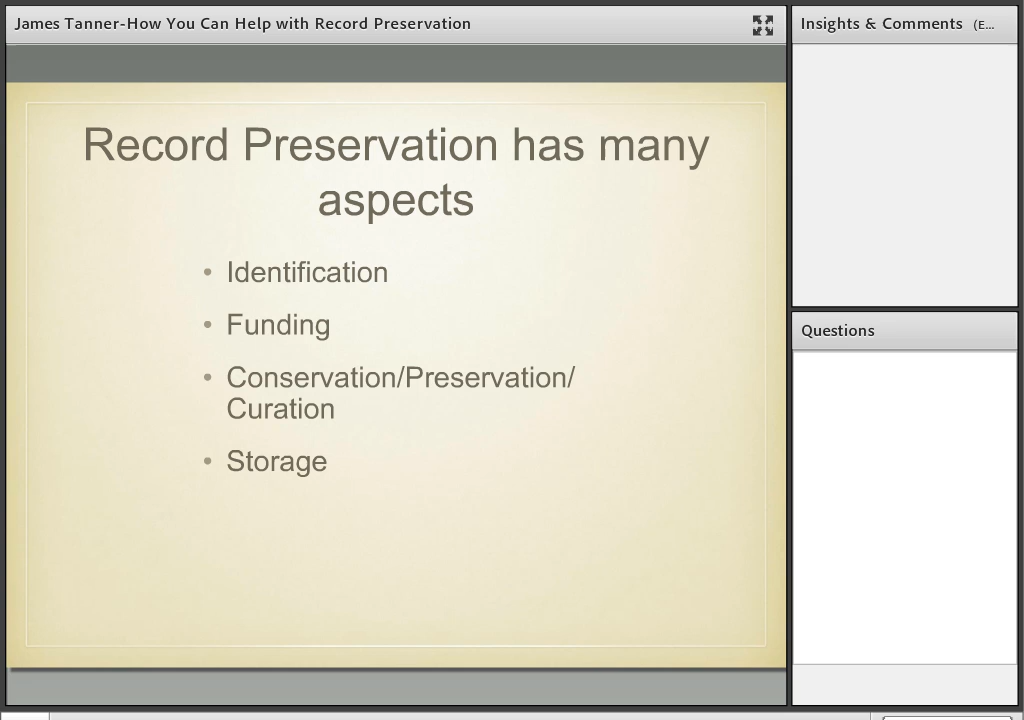 James Tanner-How You Can Help with Record Preservation
Insights & Comments (E...
Record Preservation has many
aspects
• Identification
• Funding
• Conservation/Preservation/
Curation
• Storage
Questions